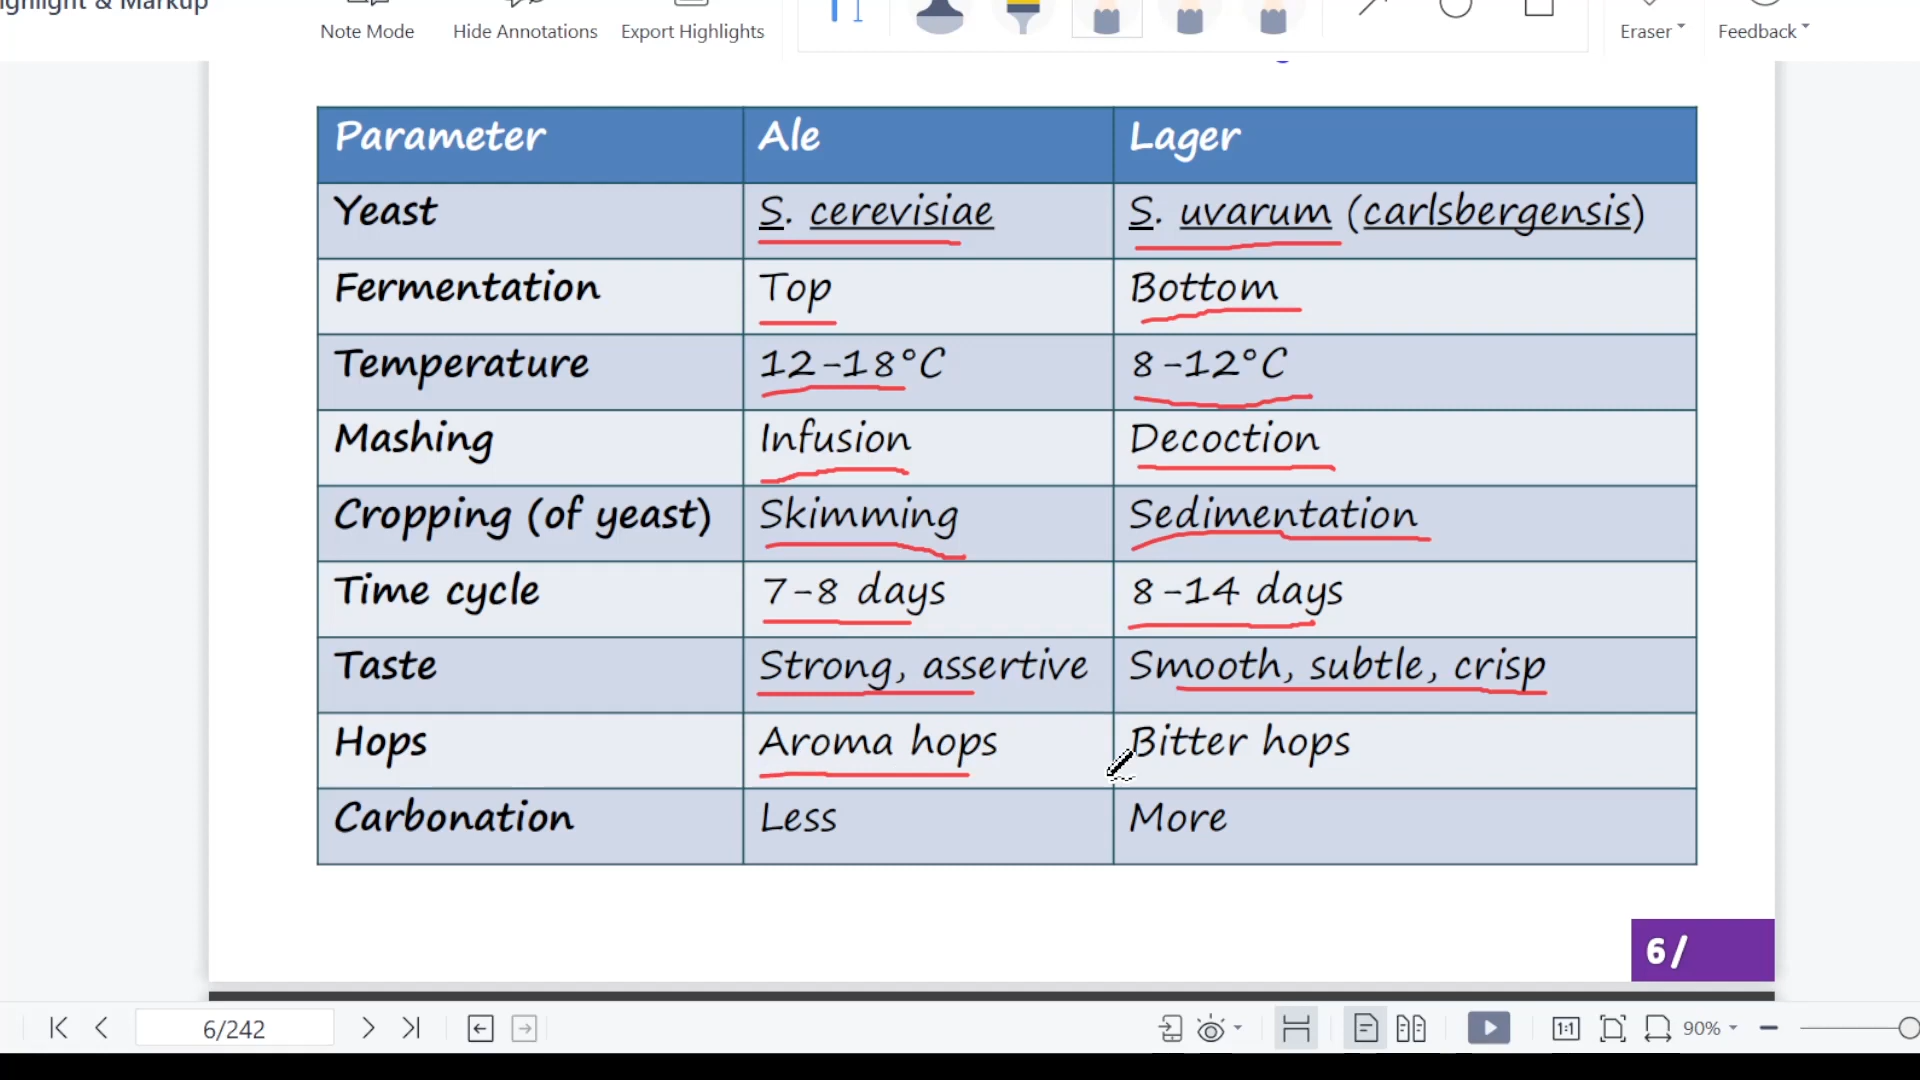 ghlight & Markup
Note Mode Hide Annotations Export Highlights Eraser Feedback
Parameter Ale Lager
Yeast S. cerevisiae S. uvarum (carlsbergensis)
Fermentation Top Bottom
Temperature 12-18°C 8-12°C
Mashing Infusion Decoction
Cropping (of yeast) Skimming Sedimentation
Time cycle 7-8 days 8-14 days
Taste Strong, assertive Smooth, subtle, crisp
Hops Aroma hops Bitter hops
Carbonation Less More
6/
6/242 1:1 90%